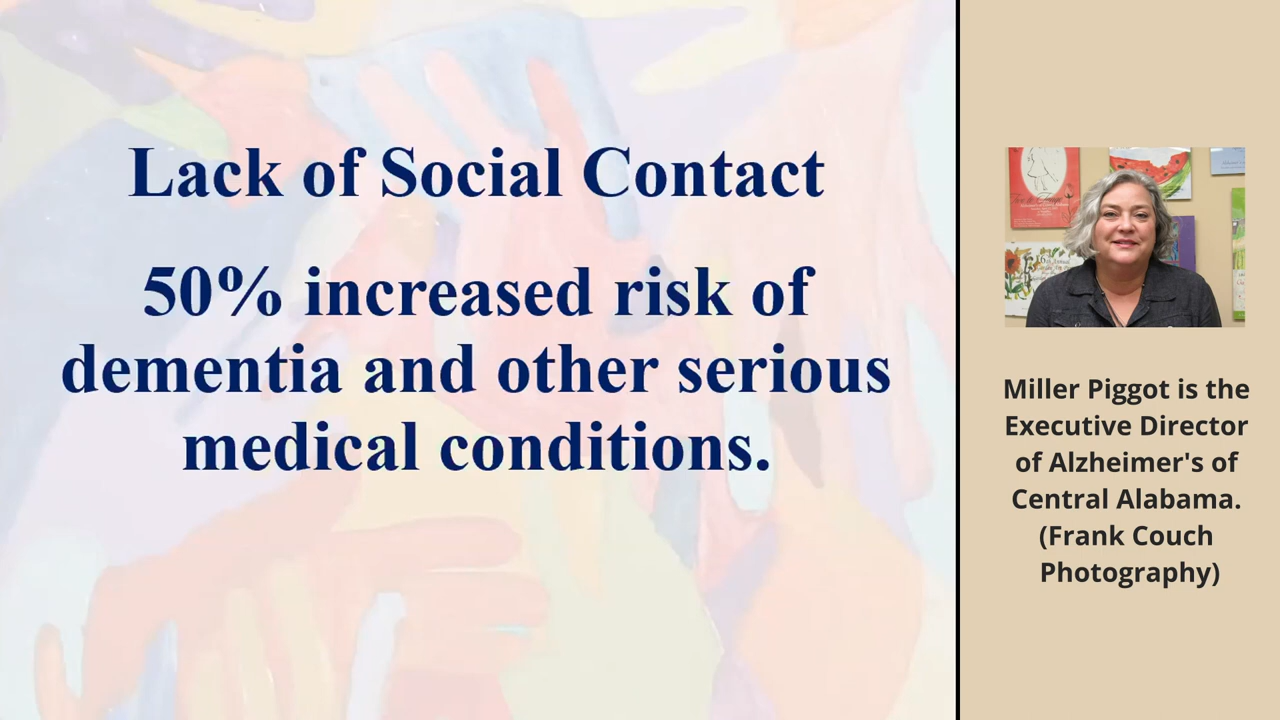 Lack of Social Contact
50% increased risk of
dementia and other serious
medical conditions.
Miller Piggot is the
Executive Director
of Alzheimer's of
Central Alabama.
(Frank Couch
Photography)